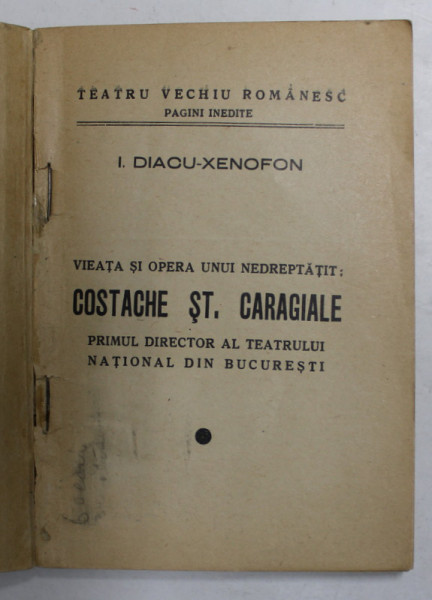 TEATRU VECHIU ROMÂNESC
PAGINI INEDITE
I. DIACU-XENOFON
VIEAȚA ȘI OPERA UNUI NEDREPTĂȚIT:
COSTACHE ȘT. CARAGIALE
PRIMUL DIRECTOR AL TEATRULUI
NAȚIONAL DIN BUCUREȘTI